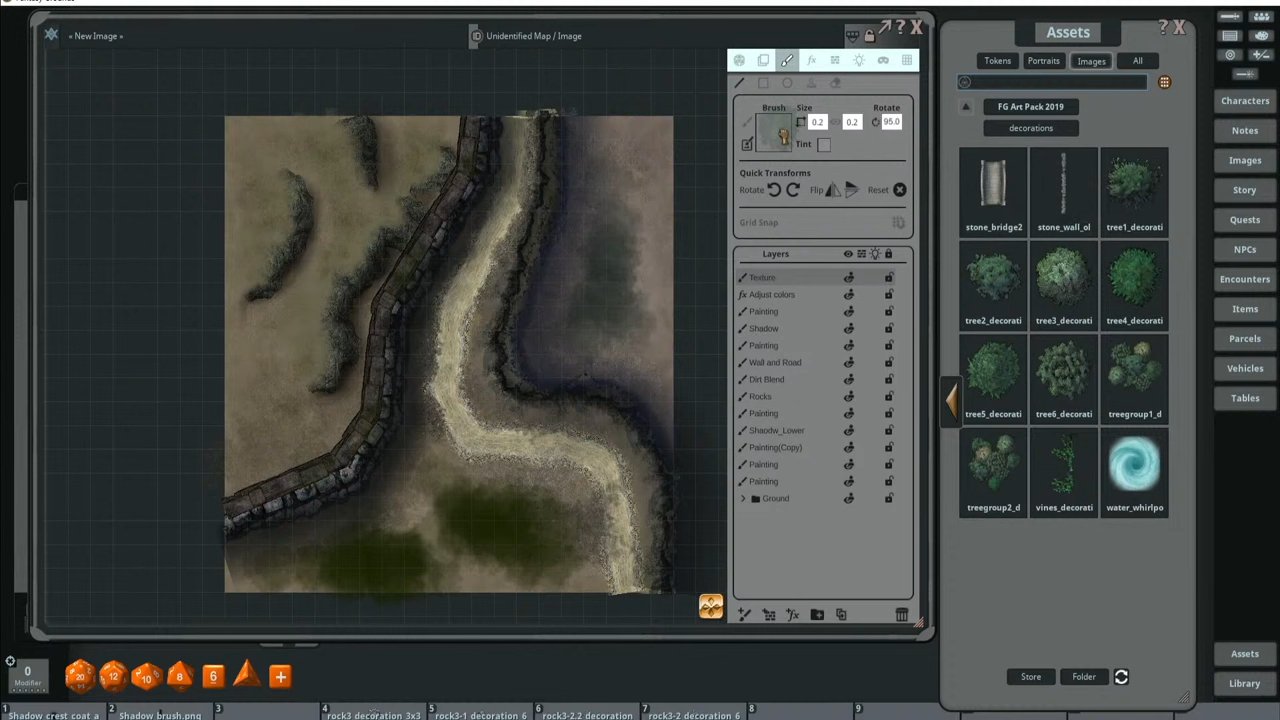 « New Image »
ID Unidentified Map / Image
? X
Brush Size Rotate
0.2 0.2 95.0
Tint
Quick Transforms
Rotate Flip Reset
Grid Snap
Layers
Texture
fx Adjust colors
Painting
Shadow
Painting
Wall and Road
Dirt Blend
Rocks
Painting
Shaodw_Lower
Painting(Copy)
Painting
Painting
Ground
Assets
? X
Tokens Portraits Images All
FG Art Pack 2019
decorations
stone_bridge2 stone_wall_ol tree1_decorati
tree2_decorati tree3_decorati tree4_decorati
tree5_decorati tree6_decorati treegroup1_d
treegroup2_d vines_decorati water_whirlpo
Store Folder
Characters
Notes
Images
Story
Quests
NPCs
Encounters
Items
Parcels
Vehicles
Tables
Assets
Library
0
Modifier
20 12 10 8 6
1 2 3 4 5 6 7 8 9
Shadow crest coat a Shadow brush.png rock3 decoration 3x3 rock3-1 decoration 6 rock3-2.2 decoration rock3-2 decoration 6